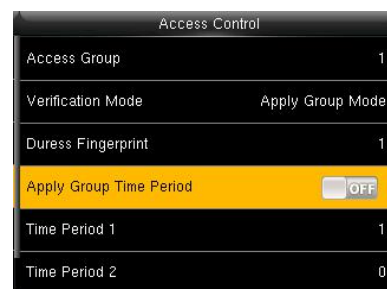 Access Control
Access Group 1
Verification Mode Apply Group Mode
Duress Fingerprint 1
Apply Group Time Period OFF
Time Period 1 1
Time Period 2 0